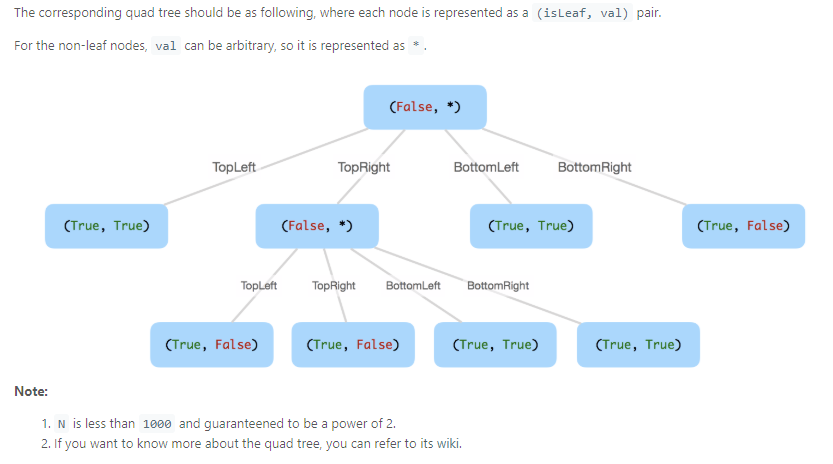 The corresponding quad tree should be as following, where each node is represented as a (isLeaf, val) pair.
For the non-leaf nodes, val can be arbitrary, so it is represented as *.
(False, *)
TopLeft TopRight BottomLeft BottomRight
(True, True) (False, *) (True, True) (True, False)
TopLeft TopRight BottomLeft BottomRight
(True, False) (True, False) (True, True) (True, True)
Note:
1. N is less than 1000 and guaranteened to be a power of 2.
2. If you want to know more about the quad tree, you can refer to its wiki.